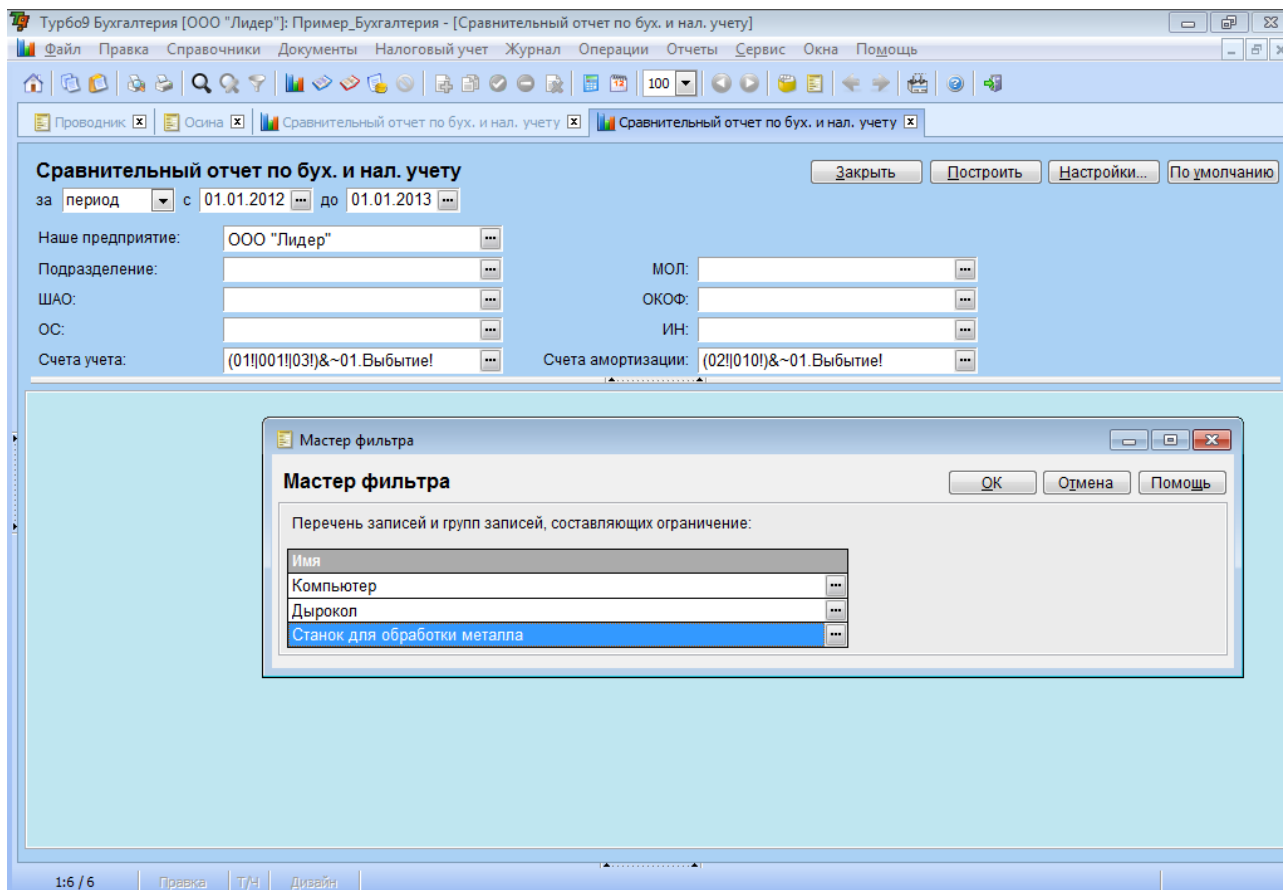 Турбо9 Бухгалтерия [ООО "Лидер"]: Пример_Бухгалтерия - [Сравнительный отчет по бух. и нал. учету]
Файл Правка Справочники Документы Налоговый учет Журнал Операции Отчеты Сервис Окна Помощь
12 100
Проводник Осина Сравнительный отчет по бух. и нал. учету Сравнительный отчет по бух. и нал. учету
Сравнительный отчет по бух. и нал. учету Закрыть Построить Настройки... По умолчанию
за период с 01.01.2012 до 01.01.2013
Наше предприятие: ООО "Лидер"
Подразделение: МОЛ:
ШАО: ОКОФ:
ОС: ИН:
Счета учета: (01!|001!|03!)&~01.Выбытие! Счета амортизации: (02!|010!)&~01.Выбытие!
Мастер фильтра
Мастер фильтра ОК Отмена Помощь
Перечень записей и групп записей, составляющих ограничение:
Имя
Компьютер
Дырокол
Станок для обработки металла
1:6 / 6 Правка Т/Ч Дизайн